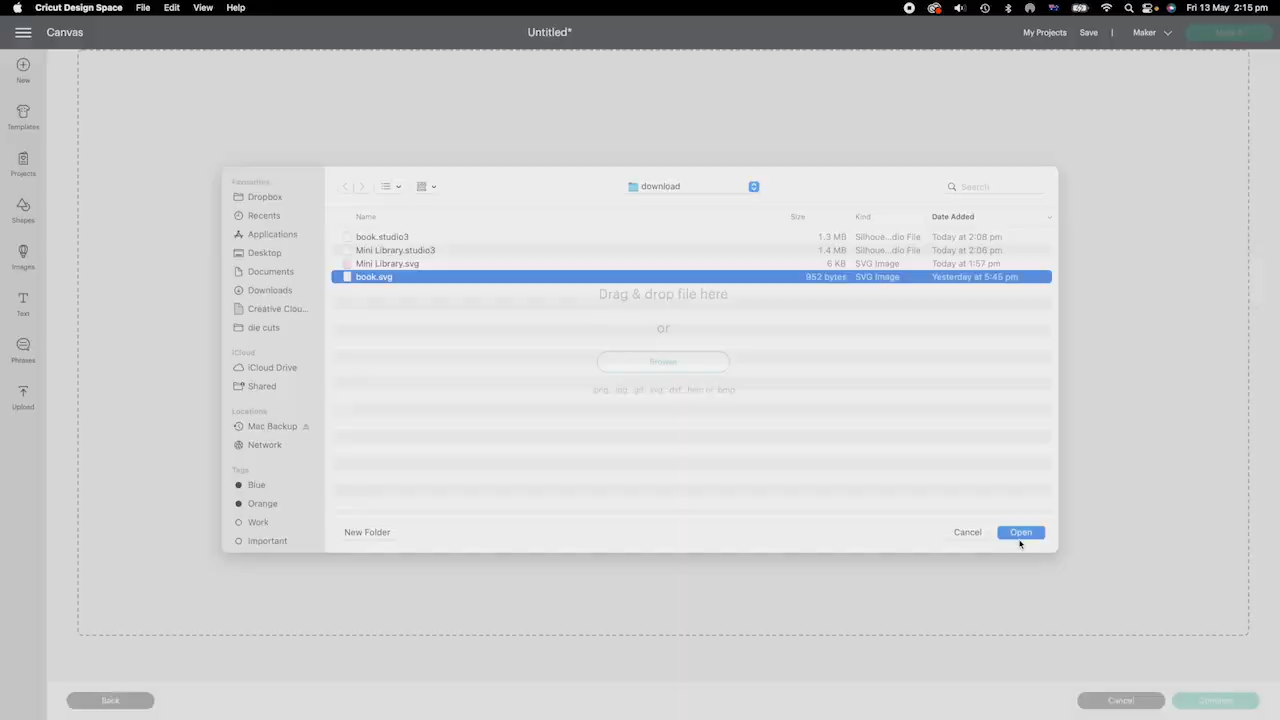 Cricut Design Space File Edit View Help Fri 13 May 2:15 pm
Canvas Untitled* My Projects Save | Maker
New
Templates
Projects
Shapes
Images
Text
Phrases
Upload
Favourites
Dropbox
Recents
Applications
Desktop
Documents
Downloads
Creative Clou...
die cuts
iCloud
iCloud Drive
Shared
Locations
Mac Backup
Network
Tags
Blue
Orange
Work
Important
download
Search
Name Size Kind Date Added
book.studio3 1.3 MB Silhoue...dio File Today at 2:08 pm
Mini Library.studio3 1.4 MB Silhoue...dio File Today at 2:06 pm
Mini Library.svg 6 KB SVG Image Today at 1:57 pm
book.svg 952 bytes SVG Image Yesterday at 5:45 pm
Drag & drop file here
or
Browse
New Folder Cancel Open
Back Cancel